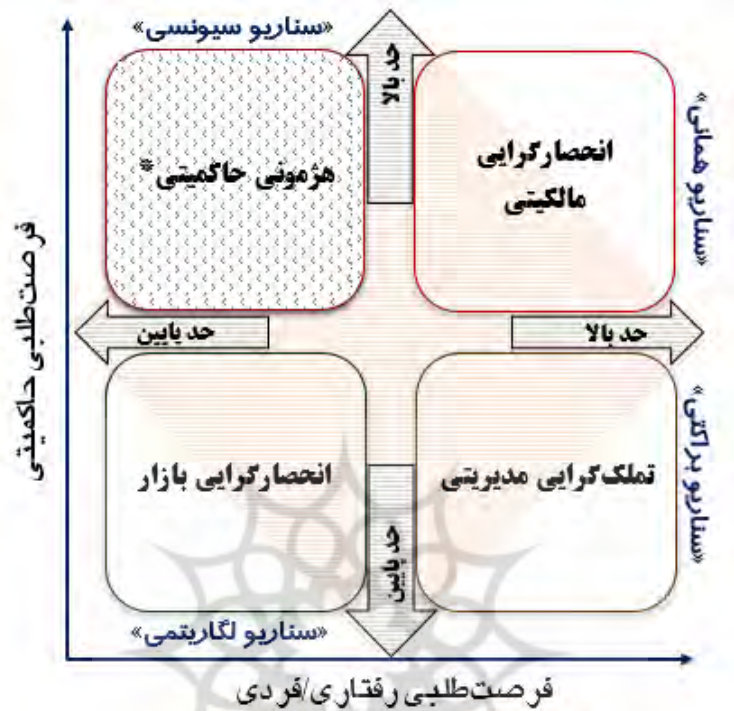 «سناریو سیونسی»
حد بالا
انحصارگرایی
مالکیتی
هژمونی حاکمیتی*
«سناریو همانی»
فرصت‌طلبی حاکمیتی
حد بالا
حد پایین
تملک‌گرایی مدیریتی
انحصارگرایی بازار
«سناریو براکتی»
حد پایین
«سناریو لگاریتمی»
فرصت‌طلبی رفتاری/فردی